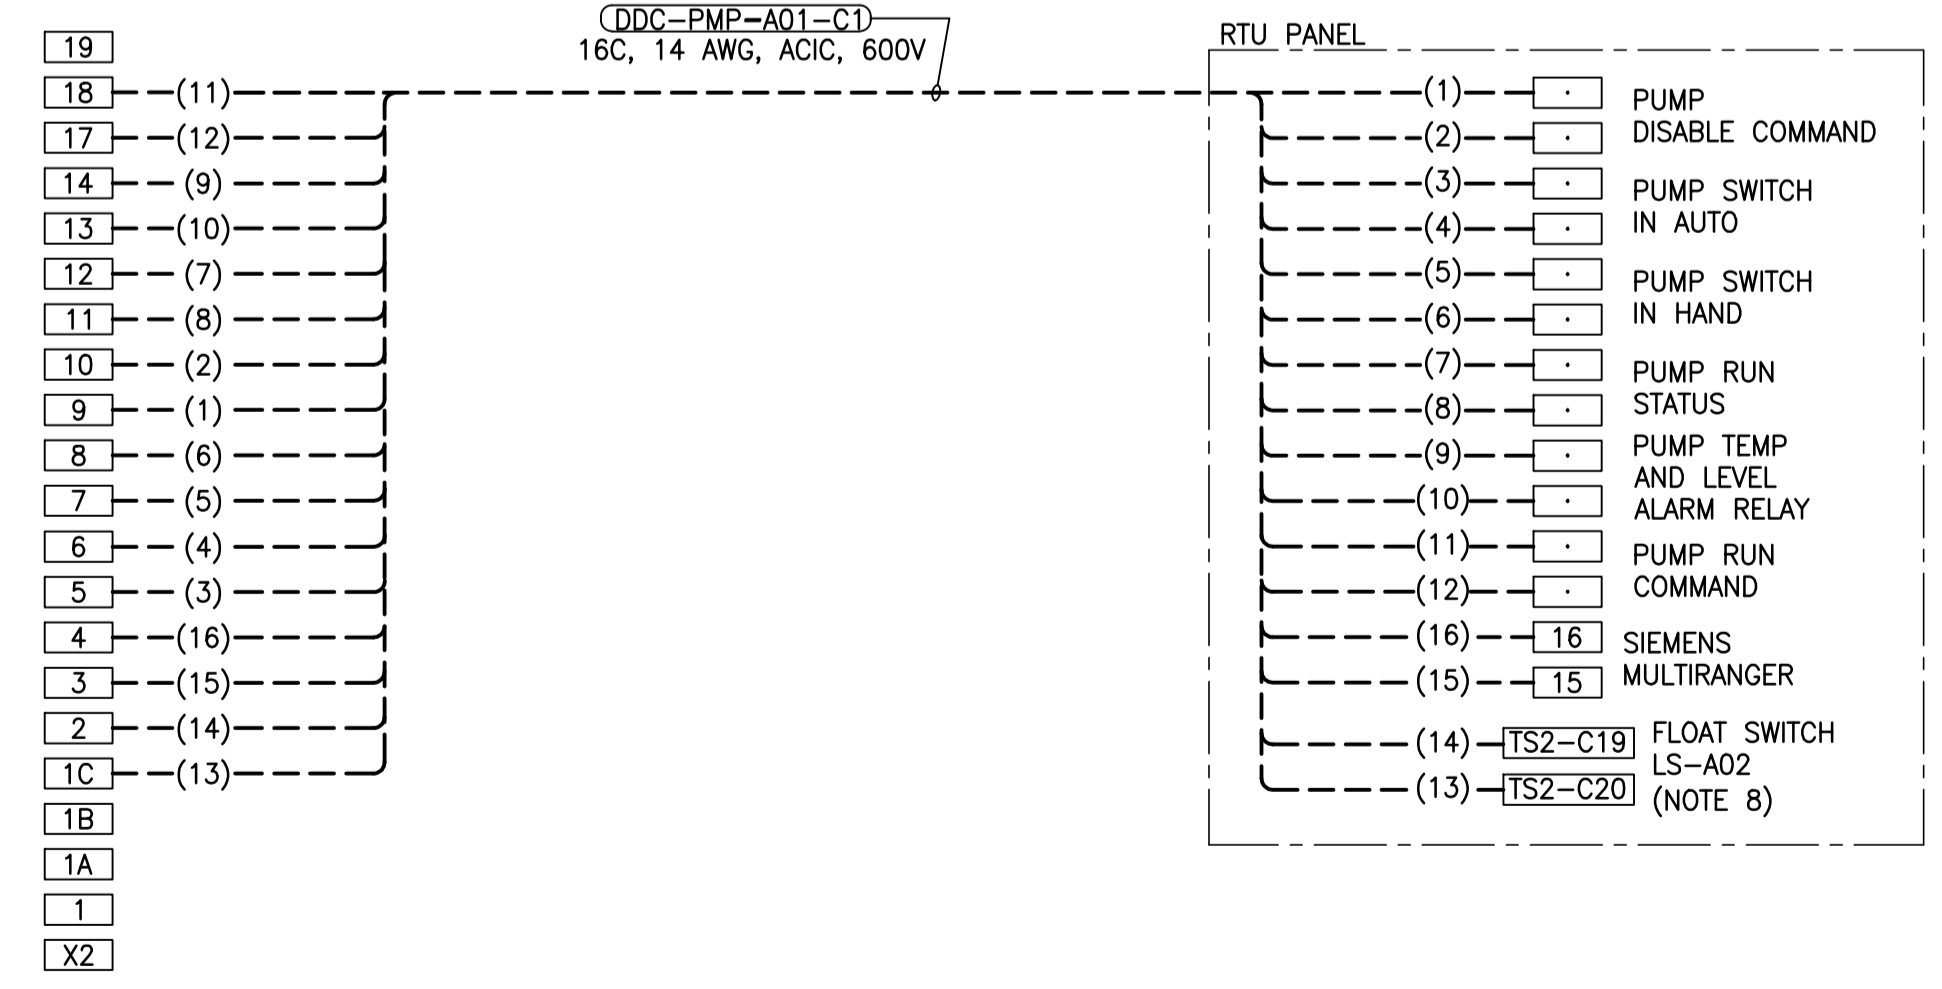 DDC-PMP-A01-C1
16C, 14 AWG, ACIC, 600V
19
18 (11)
17 (12)
14 (9)
13 (10)
12 (7)
11 (8)
10 (2)
9 (1)
8 (6)
7 (5)
6 (4)
5 (3)
4 (16)
3 (15)
2 (14)
1C (13)
1B
1A
1
X2
RTU PANEL
(1)
(2)
PUMP
DISABLE COMMAND
(3)
(4)
PUMP SWITCH
IN AUTO
(5)
(6)
PUMP SWITCH
IN HAND
(7)
(8)
PUMP RUN
STATUS
(9)
(10)
PUMP TEMP
AND LEVEL
ALARM RELAY
(11)
(12)
PUMP RUN
COMMAND
(16) 16
(15) 15
SIEMENS
MULTIRANGER
(14) TS2-C19
(13) TS2-C20
FLOAT SWITCH
LS-A02
(NOTE 8)